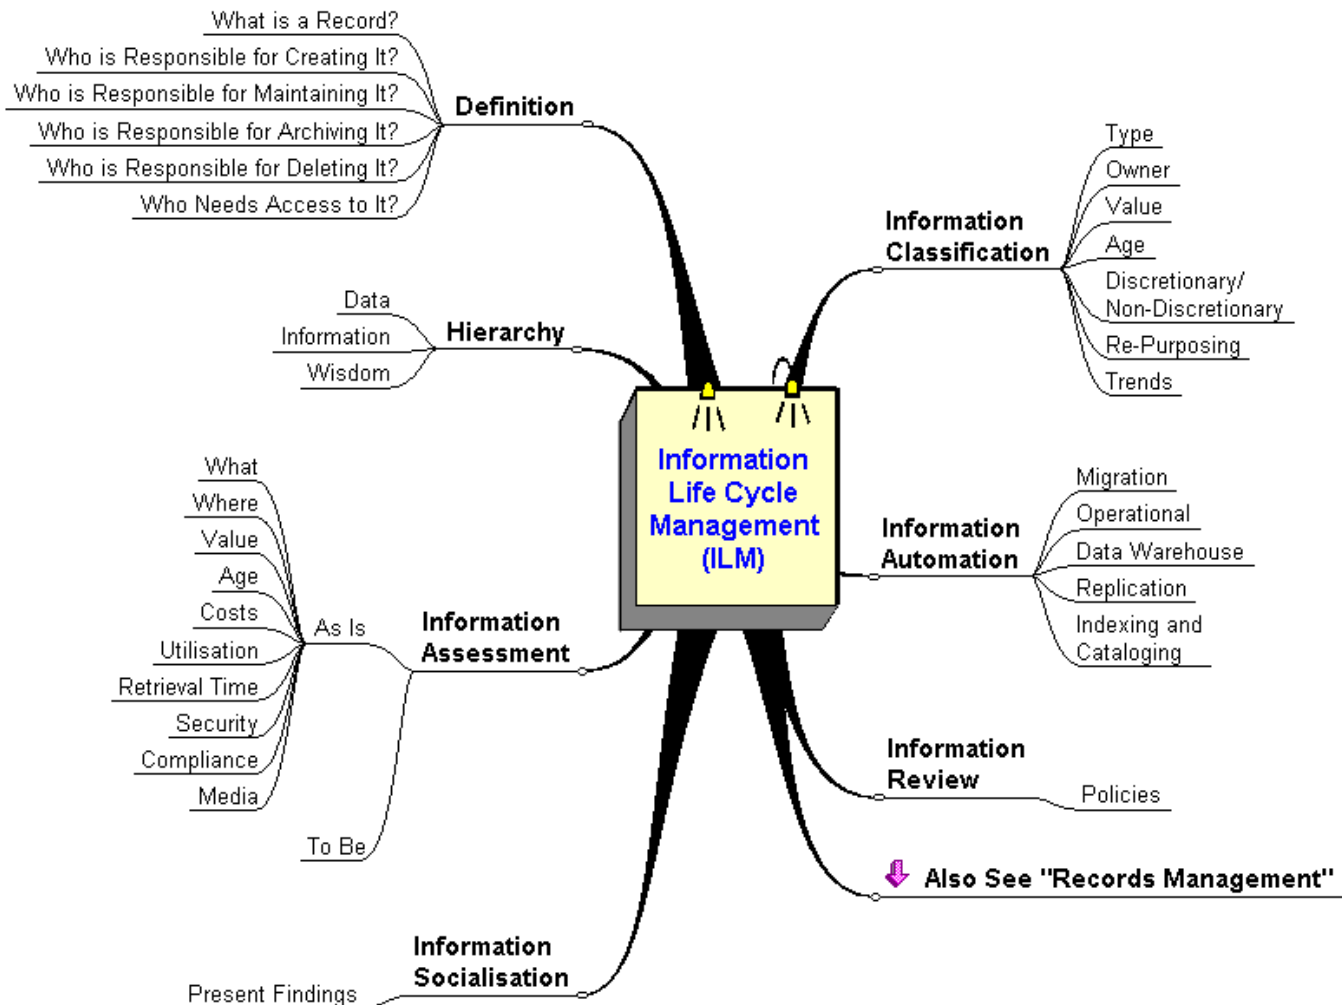 What is a Record?
Who is Responsible for Creating It?
Who is Responsible for Maintaining It?
Who is Responsible for Archiving It?
Who is Responsible for Deleting It?
Who Needs Access to It?
Definition
Data
Information
Wisdom
Hierarchy
What
Where
Value
Age
Costs
Utilisation
Retrieval Time
Security
Compliance
Media
As Is
To Be
Information
Assessment
Present Findings
Information
Socialisation
Information
Life Cycle
Management
(ILM)
Information
Classification
Type
Owner
Value
Age
Discretionary/
Non-Discretionary
Re-Purposing
Trends
Information
Automation
Migration
Operational
Data Warehouse
Replication
Indexing and
Cataloging
Information
Review
Policies
Also See "Records Management"